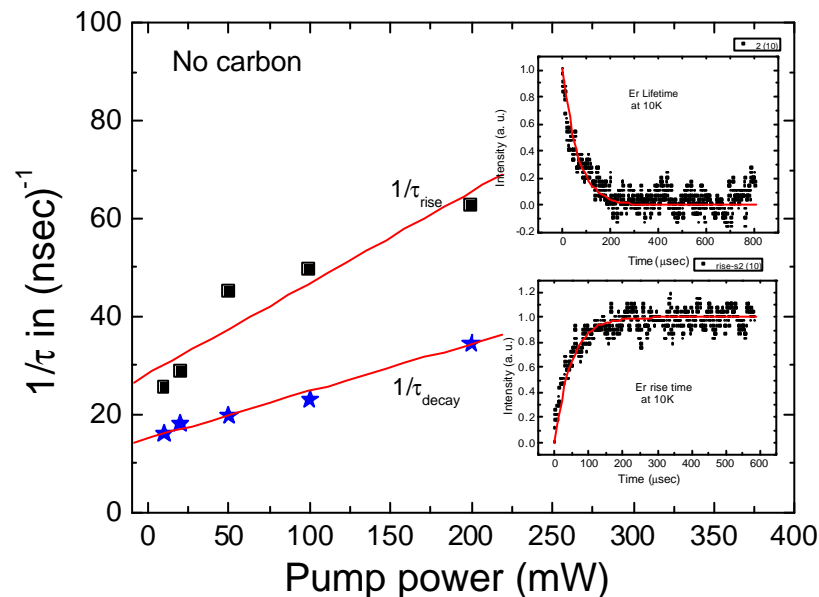 No carbon
1/τ in (nsec)-1
100
80
60
40
20
0
0 50 100 150 200 250 300 350 400
Pump power (mW)
1/τrise
1/τdecay
2 (10)
Er Lifetime
at 10K
Intensity (a. u.)
1.0
0.8
0.6
0.4
0.2
0.0
-0.2
0 200 400 600 800
Time (μsec)
rise-s2 (10)
Er rise time
at 10K
Intensity (a. u.)
1.2
1.0
0.8
0.6
0.4
0.2
0.0
0 100 200 300 400 500 600
Time (μsec)